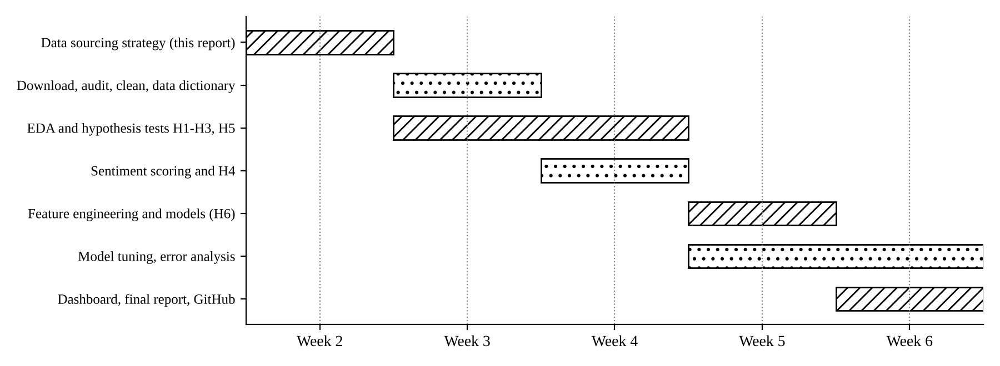 Data sourcing strategy (this report)
Download, audit, clean, data dictionary
EDA and hypothesis tests H1-H3, H5
Sentiment scoring and H4
Feature engineering and models (H6)
Model tuning, error analysis
Dashboard, final report, GitHub
Week 2 Week 3 Week 4 Week 5 Week 6